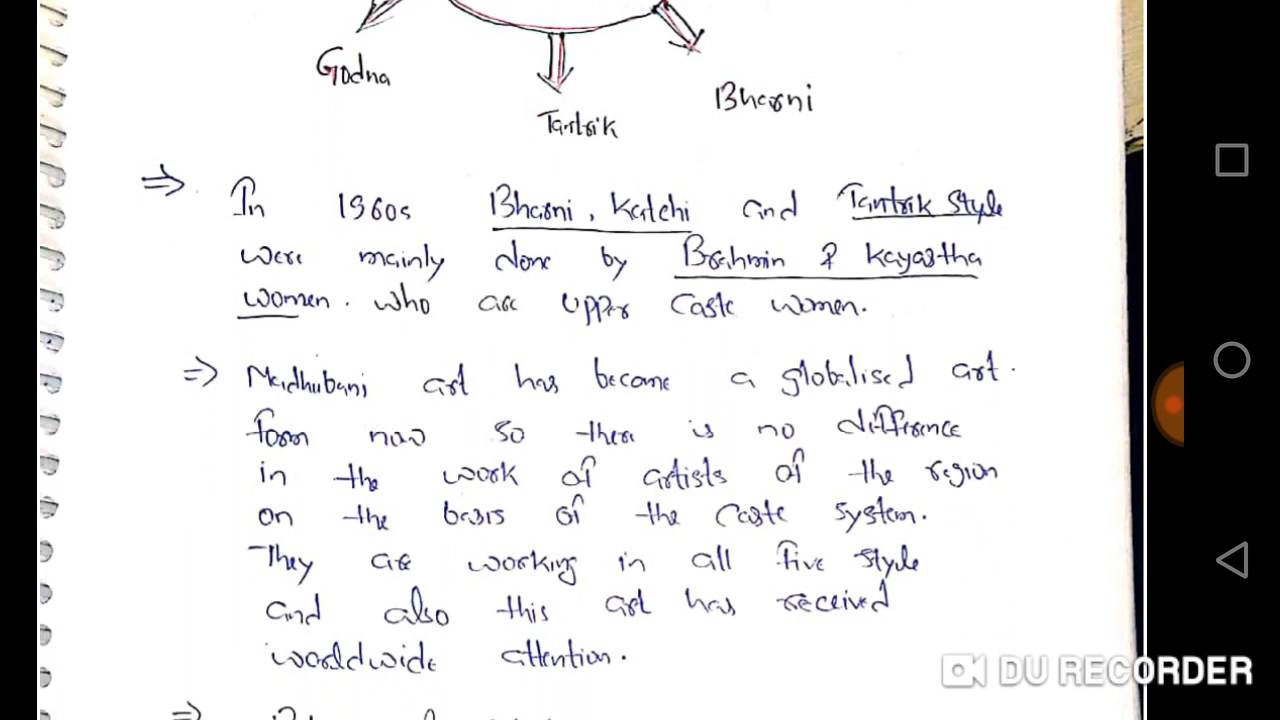 Godna
Tantrik
Bharni
⇒ In 1960s Bharni, Katchi and Tantrik Style
were mainly done by Brahmin & Kayastha
women. who are upper caste women.
⇒ Madhubani art has become a globalised art.
form now so there is no difference
in the work of artists of the region
on the basis of the caste system.
They are working in all five style
and also this art has received
worldwide attention.
⇒
DU RECORDER